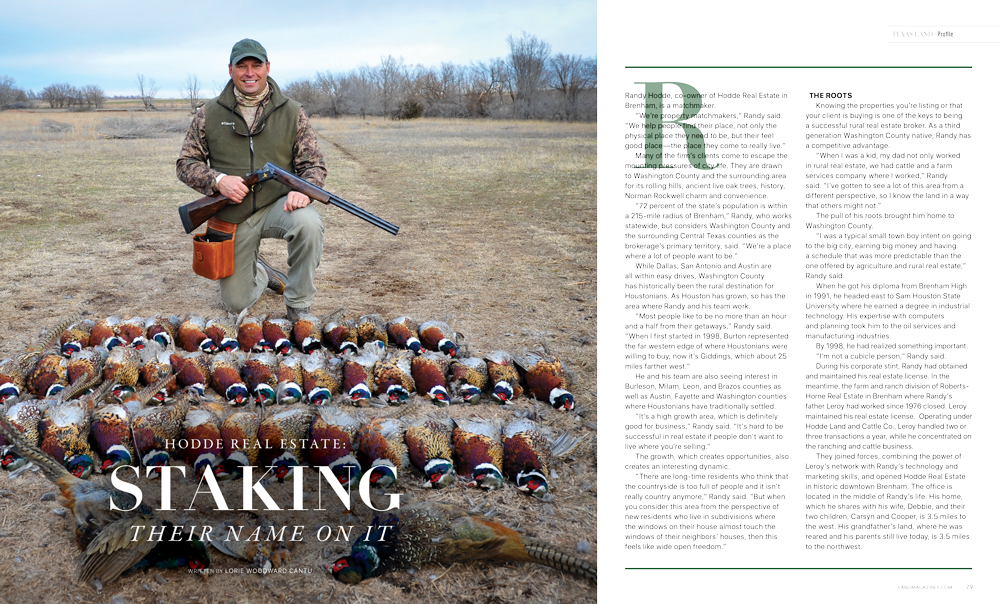 HODDE REAL ESTATE:
STAKING
THEIR NAME ON IT
WRITTEN BY LORIE WOODWARD CANTU
TEXAS LAND Profile
R
Randy Hodde, co-owner of Hodde Real Estate in
Brenham, is a matchmaker.
"We're property matchmakers," Randy said.
"We help people find their place, not only the
physical place they need to be, but their feel
good place—the place they come to really live."
Many of the firm's clients come to escape the
mounting pressures of city life. They are drawn
to Washington County and the surrounding area
for its rolling hills, ancient live oak trees, history,
Norman Rockwell charm and convenience.
"72 percent of the state's population is within
a 215-mile radius of Brenham," Randy, who works
statewide, but considers Washington County and
the surrounding Central Texas counties as the
brokerage's primary territory, said. "We're a place
where a lot of people want to be."
While Dallas, San Antonio and Austin are
all within easy drives, Washington County
has historically been the rural destination for
Houstonians. As Houston has grown, so has the
area where Randy and his team work.
"Most people like to be no more than an hour
and a half from their getaways," Randy said.
"When I first started in 1998, Burton represented
the far western edge of where Houstonians were
willing to buy, now it's Giddings, which about 25
miles farther west."
He and his team are also seeing interest in
Burleson, Milam, Leon, and Brazos counties as
well as Austin, Fayette and Washington counties
where Houstonians have traditionally settled.
"It's a high growth area, which is definitely
good for business," Randy said. "It's hard to be
successful in real estate if people don't want to
live where you're selling."
The growth, which creates opportunities, also
creates an interesting dynamic.
"There are long-time residents who think that
the countryside is too full of people and it isn't
really country anymore," Randy said. "But when
you consider this area from the perspective of
new residents who live in subdivisions where
the windows on their house almost touch the
windows of their neighbors' houses, then this
feels like wide open freedom."
THE ROOTS
Knowing the properties you're listing or that
your client is buying is one of the keys to being
a successful rural real estate broker. As a third
generation Washington County native, Randy has
a competitive advantage.
"When I was a kid, my dad not only worked
in rural real estate, we had cattle and a farm
services company where I worked," Randy
said. "I've gotten to see a lot of this area from a
different perspective, so I know the land in a way
that others might not."
The pull of his roots brought him home to
Washington County.
"I was a typical small town boy intent on going
to the big city, earning big money and having
a schedule that was more predictable than the
one offered by agriculture and rural real estate,"
Randy said.
When he got his diploma from Brenham High
in 1991, he headed east to Sam Houston State
University where he earned a degree in industrial
technology. His expertise with computers
and planning took him to the oil services and
manufacturing industries.
By 1998, he had realized something important.
"I'm not a cubicle person," Randy said.
During his corporate stint, Randy had obtained
and maintained his real estate license. In the
meantime, the farm and ranch division of Roberts-
Horne Real Estate in Brenham where Randy's
father Leroy had worked since 1976 closed. Leroy
maintained his real estate license. Operating under
Hodde Land and Cattle Co., Leroy handled two or
three transactions a year, while he concentrated on
the ranching and cattle business.
They joined forces, combining the power of
Leroy's network with Randy's technology and
marketing skills, and opened Hodde Real Estate
in historic downtown Brenham. The office is
located in the middle of Randy's life. His home,
which he shares with his wife, Debbie, and their
two children, Carsyn and Cooper, is 3.5 miles to
the west. His grandfather's land, where he was
reared and his parents still live today, is 3.5 miles
to the northwest.
79